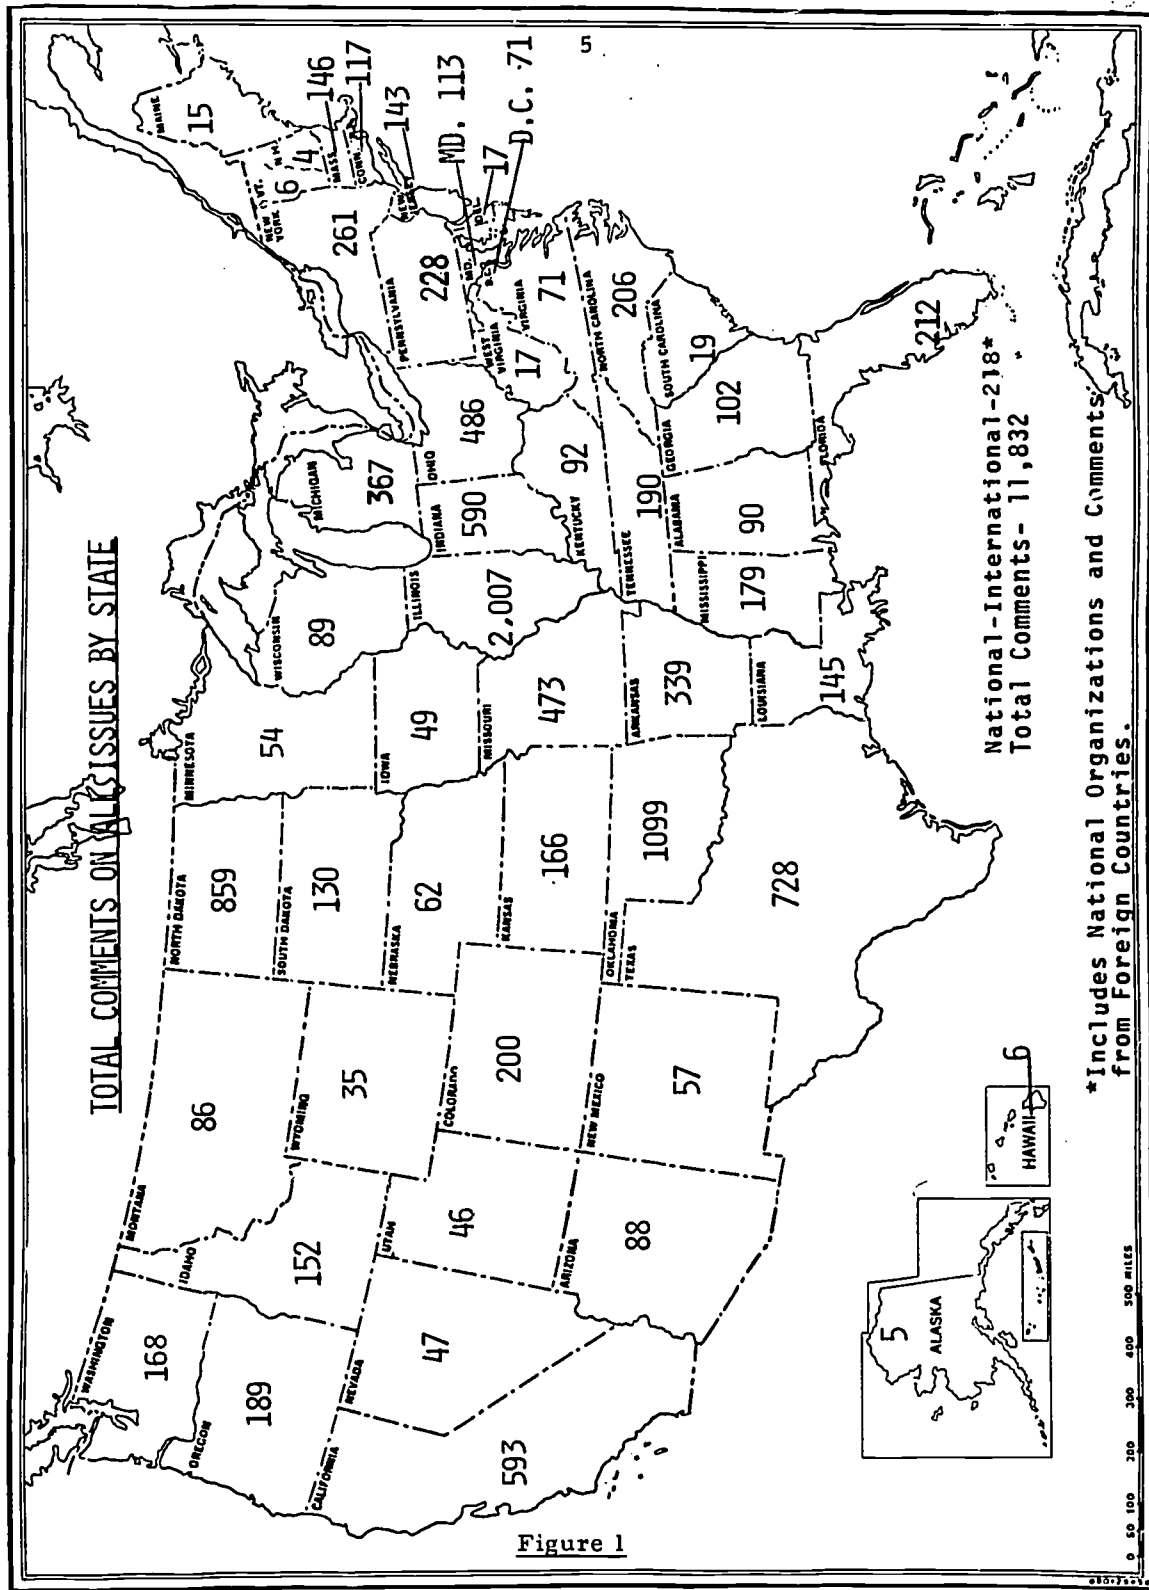 5
TOTAL COMMENTS ON ALL ISSUES BY STATE
WASHINGTON
168
OREGON
189
CALIFORNIA
593
NEVADA
47
IDAHO
152
MONTANA
86
WYOMING
35
UTAH
46
ARIZONA
88
COLORADO
200
NEW MEXICO
57
NORTH DAKOTA
859
SOUTH DAKOTA
130
NEBRASKA
62
KANSAS
166
OKLAHOMA
1099
TEXAS
728
MINNESOTA
54
IOWA
49
MISSOURI
473
ARKANSAS
339
LOUISIANA
145
WISCONSIN
89
ILLINOIS
2,007
MICHIGAN
367
INDIANA
590
OHIO
486
KENTUCKY
92
TENNESSEE
190
MISSISSIPPI
179
ALABAMA
90
GEORGIA
102
FLORIDA
212
SOUTH CAROLINA
19
NORTH CAROLINA
206
VIRGINIA
71
WEST
VIRGINIA
17
PENNSYLVANIA
228
NEW
YORK
261
VT.
6
N.H.
4
MAINE
15
MASS.
146
CONN.
117
NEW
JERSEY
143
MD.
MD. 113
DEL.
17
D.C.
D.C. 71
ALASKA
5
HAWAII
6
National-International-218*
Total Comments- 11,832
*Includes National Organizations and Comments
from Foreign Countries.
0 50 100 200 300 400 500 MILES
Figure 1